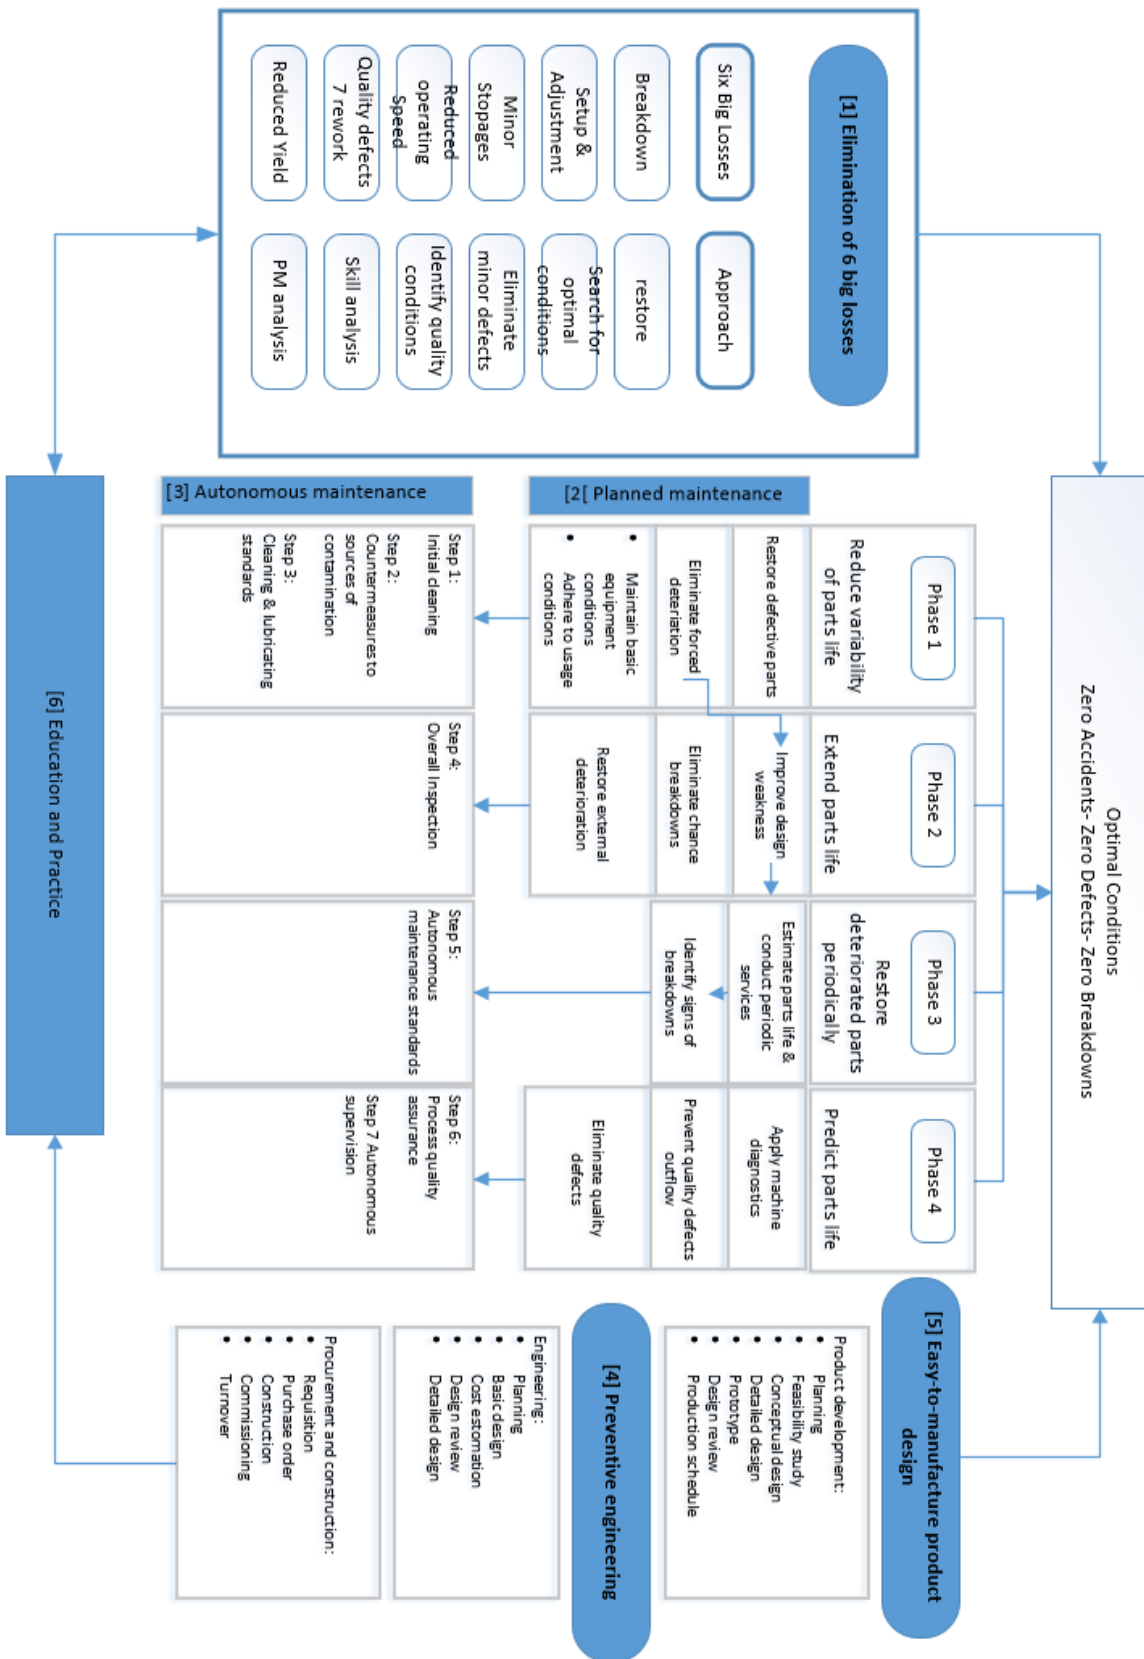 Optimal Conditions
Zero Accidents- Zero Defects- Zero Breakdowns
[1] Elimination of 6 big losses
Six Big Losses
Approach
Breakdown
restore
Setup &
Adjustment
Search for
optimal
conditions
Minor
Stopages
Eliminate
minor defects
Reduced
operating
Speed
Identify quality
conditions
Quality defects
7 rework
Skill analysis
Reduced Yield
PM analysis
Phase 1
Reduce variability
of parts life
Phase 2
Extend parts life
Phase 3
Restore
deteriorated parts
periodically
Phase 4
Predict parts life
[2[ Planned maintenance
Restore defective parts
Improve design
weakness
Estimate parts life &
conduct periodic
services
Apply machine
diagnostics
Eliminate forced
deteriation
Eliminate chance
breakdowns
Identify signs of
breakdowns
Prevent quality defects
outflow
• Maintain basic
equipment
conditions
• Adhere to usage
conditions
Restore external
deterioration
Eliminate quality
defects
[3] Autonomous maintenance
Step 1:
Initial cleaning
Step 2:
Countermeasures to
sources of
contamination
Step 3:
Cleaning & lubricating
standards
Step 4:
Overall Inspection
Step 5:
Autonomous
maintenance standards
Step 6:
Process quality
assurance
Step 7 Autonomous
supervision
[5] Easy-to-manufacture product
design
Product development:
• Planning
• Feasibility study
• Conceptual design
• Detailed design
• Prototype
• Design review
• Production schedule
[4] Preventive engineering
Engineering:
• Planning
• Basic design
• Cost estomation
• Design review
• Detailed design
Procurement and construction:
• Requisition
• Purchase order
• Construction
• Commissioning
• Turnover
[6] Education and Practice